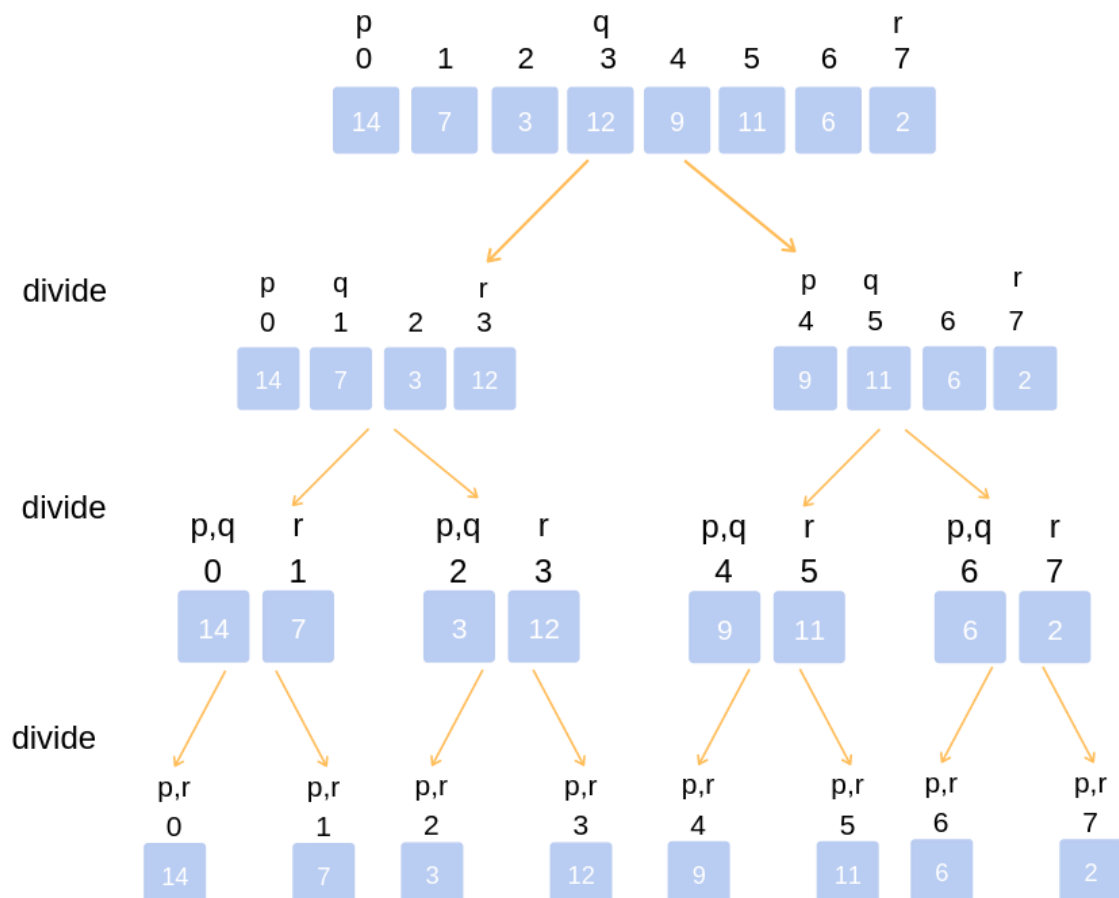 p q r
0 1 2 3 4 5 6 7
14 7 3 12 9 11 6 2
divide
p q r p q r
0 1 2 3 4 5 6 7
14 7 3 12 9 11 6 2
divide
p,q r p,q r p,q r p,q r
0 1 2 3 4 5 6 7
14 7 3 12 9 11 6 2
divide
p,r p,r p,r p,r p,r p,r p,r p,r
0 1 2 3 4 5 6 7
14 7 3 12 9 11 6 2